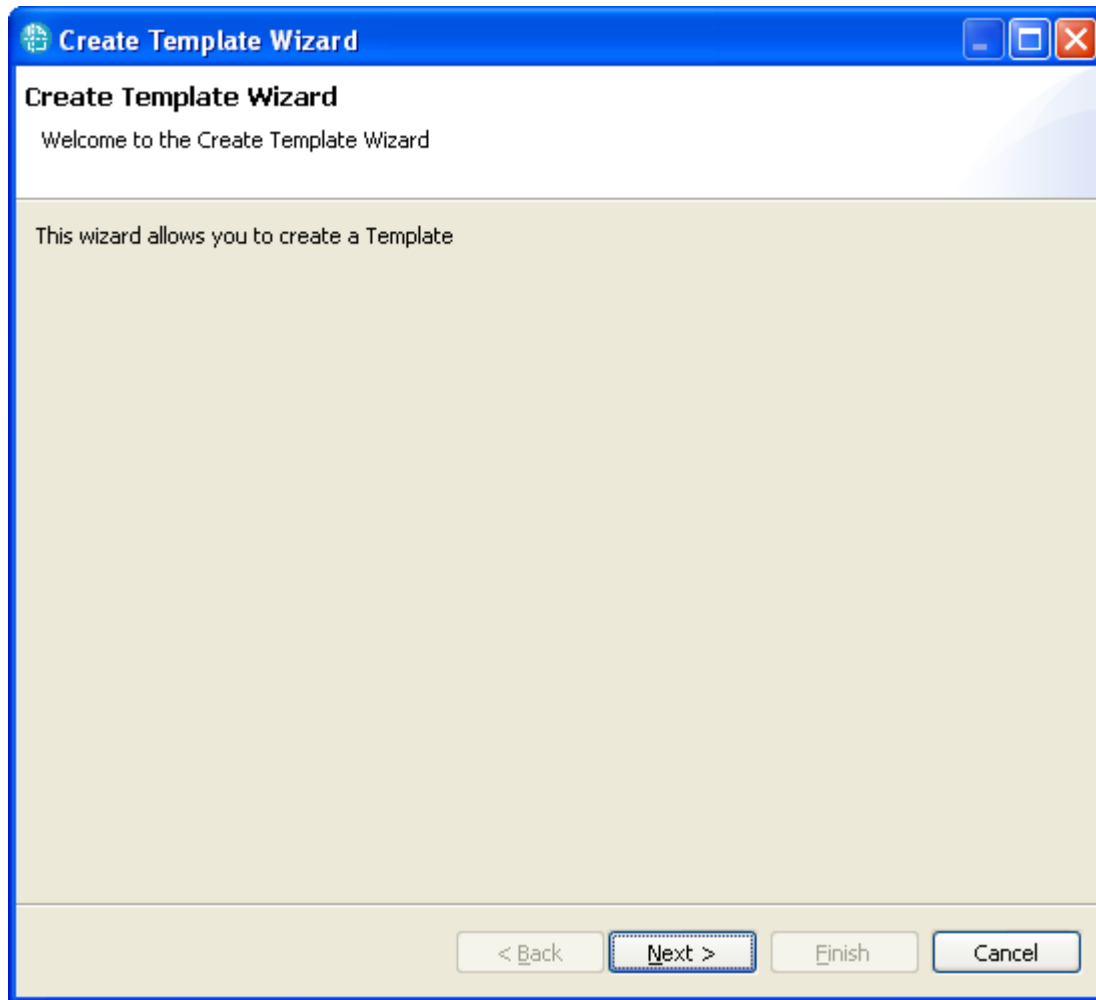 Create Template Wizard
Create Template Wizard
Welcome to the Create Template Wizard
This wizard allows you to create a Template
< Back Next > Finish Cancel